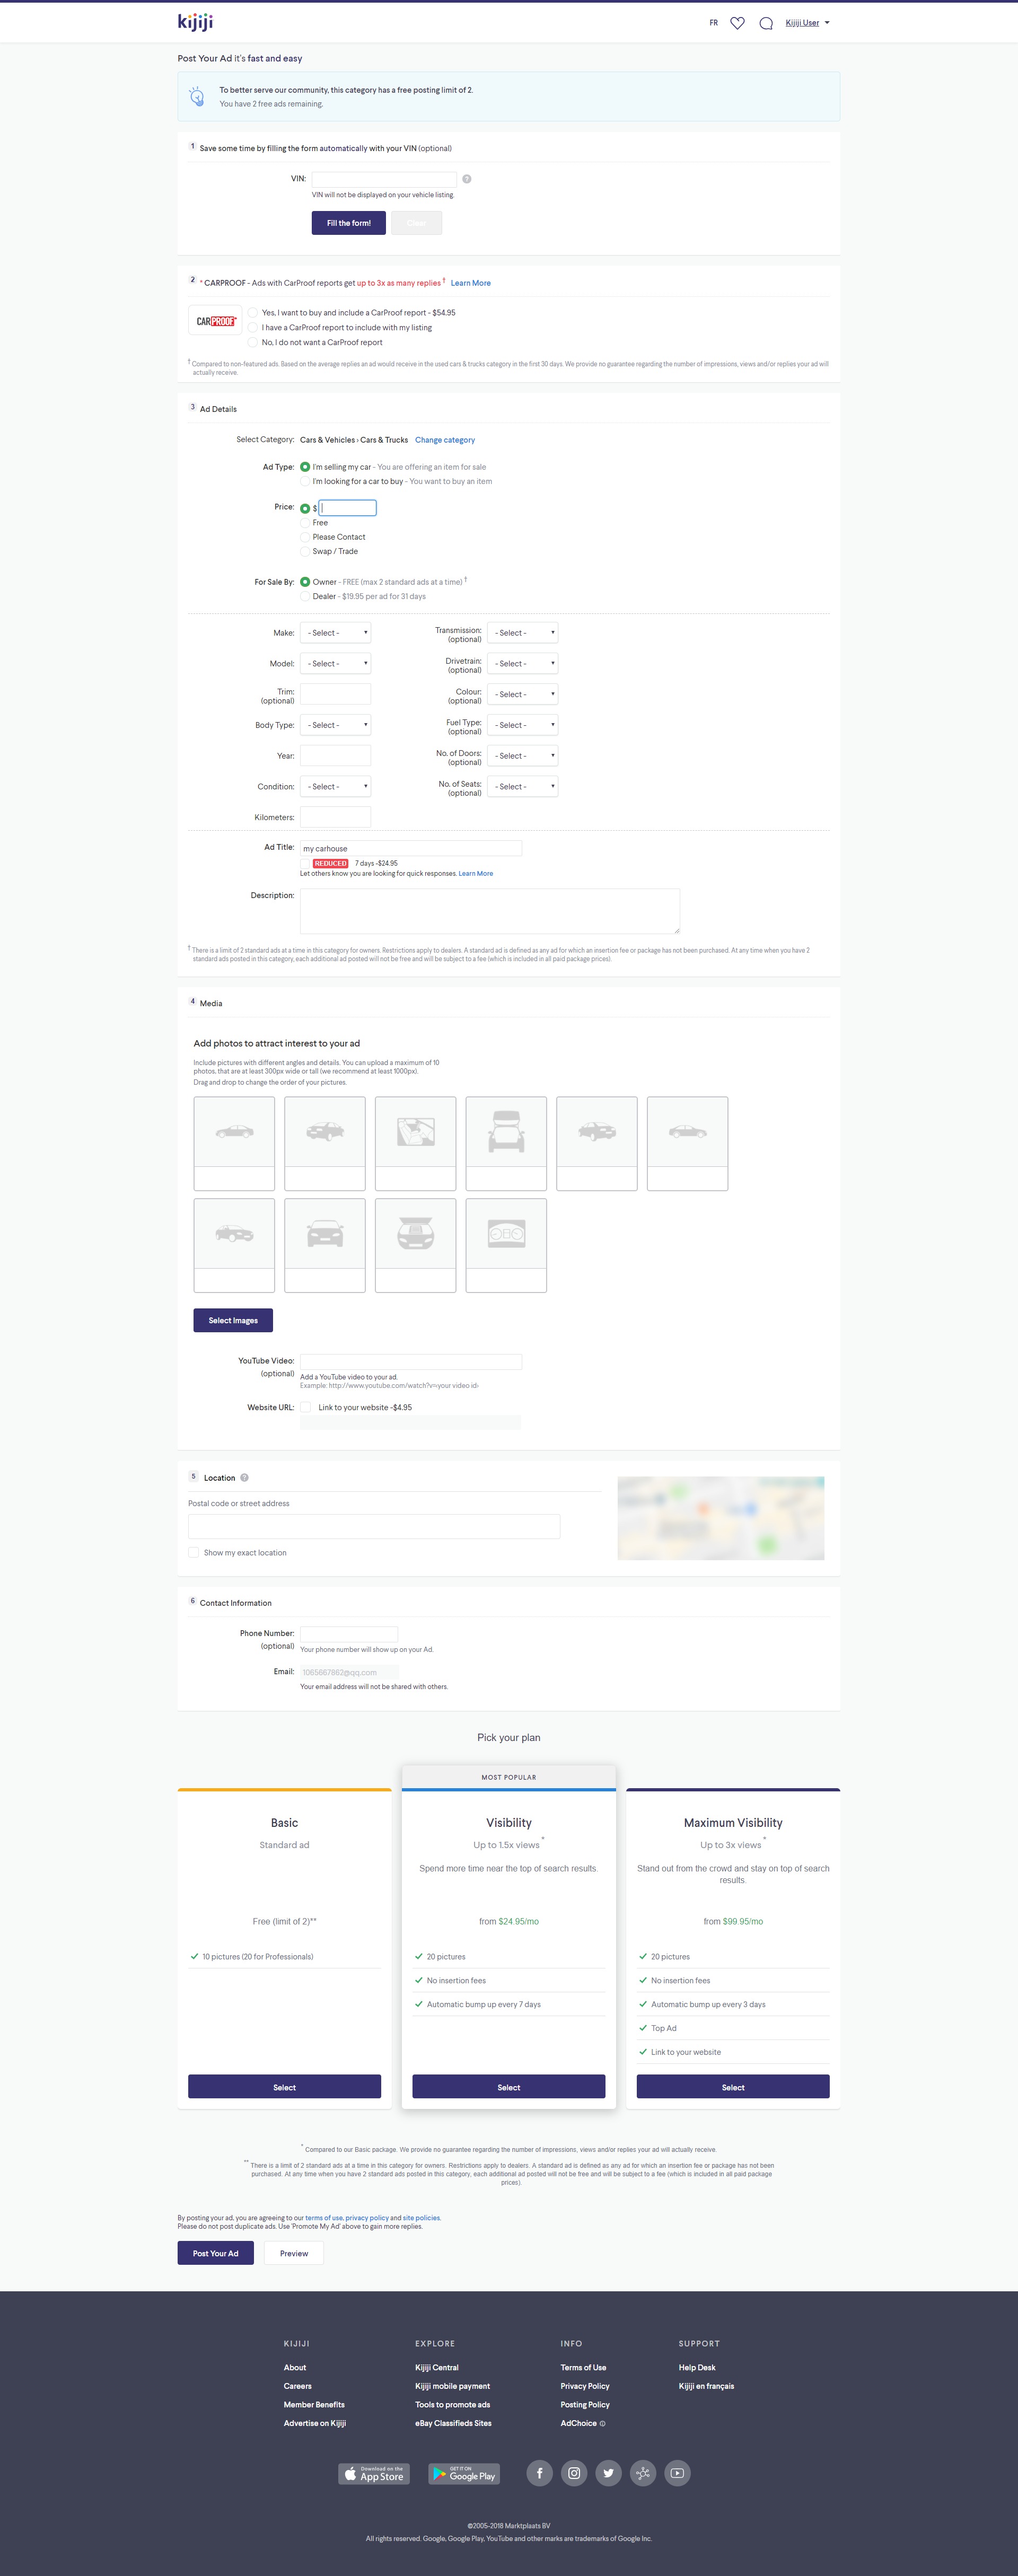 kijiji
FR
Kijiji User
Post Your Ad it's fast and easy
To better serve our community, this category has a free posting limit of 2.
You have 2 free ads remaining.
1 Save some time by filling the form automatically with your VIN (optional)
VIN:
?
VIN will not be displayed on your vehicle listing.
Fill the form! Clear
2 * CARPROOF - Ads with CarProof reports get up to 3x as many replies † Learn More
CARPROOF
Yes, I want to buy and include a CarProof report - $54.95
I have a CarProof report to include with my listing
No, I do not want a CarProof report
† Compared to non-featured ads. Based on the average replies an ad would receive in the used cars & trucks category in the first 30 days. We provide no guarantee regarding the number of impressions, views and/or replies your ad will
actually receive.
3 Ad Details
Select Category: Cars & Vehicles › Cars & Trucks Change category
Ad Type: I'm selling my car - You are offering an item for sale
I'm looking for a car to buy - You want to buy an item
Price: $
Free
Please Contact
Swap / Trade
For Sale By: Owner - FREE (max 2 standard ads at a time) †
Dealer - $19.95 per ad for 31 days
Make: - Select - Transmission: (optional) - Select -
Model: - Select - Drivetrain: (optional) - Select -
Trim: (optional) Colour: (optional) - Select -
Body Type: - Select - Fuel Type: (optional) - Select -
Year: No. of Doors: (optional) - Select -
Condition: - Select - No. of Seats: (optional) - Select -
Kilometers:
Ad Title: my carhouse
REDUCED 7 days -$24.95
Let others know you are looking for quick responses. Learn More
Description:
† There is a limit of 2 standard ads at a time in this category for owners. Restrictions apply to dealers. A standard ad is defined as any ad for which an insertion fee or package has not been purchased. At any time when you have 2
standard ads posted in this category, each additional ad posted will not be free and will be subject to a fee (which is included in all paid package prices).
4 Media
Add photos to attract interest to your ad
Include pictures with different angles and details. You can upload a maximum of 10
photos, that are at least 300px wide or tall (we recommend at least 1000px).
Drag and drop to change the order of your pictures.
Select Images
YouTube Video:
(optional)
Add a YouTube video to your ad.
Example: http://www.youtube.com/watch?v=<your video id>
Website URL: Link to your website -$4.95
5 Location ?
Postal code or street address
Show my exact location
6 Contact Information
Phone Number:
(optional) Your phone number will show up on your Ad.
Email: 1065667862@qq.com
Your email address will not be shared with others.
Pick your plan
MOST POPULAR
Basic
Standard ad
Free (limit of 2)**
10 pictures (20 for Professionals)
Select
Visibility
Up to 1.5x views *
Spend more time near the top of search results.
from $24.95/mo
20 pictures
No insertion fees
Automatic bump up every 7 days
Select
Maximum Visibility
Up to 3x views *
Stand out from the crowd and stay on top of search
results.
from $99.95/mo
20 pictures
No insertion fees
Automatic bump up every 3 days
Top Ad
Link to your website
Select
* Compared to our Basic package. We provide no guarantee regarding the number of impressions, views and/or replies your ad will actually receive.
** There is a limit of 2 standard ads at a time in this category for owners. Restrictions apply to dealers. A standard ad is defined as any ad for which an insertion fee or package has not been
purchased. At any time when you have 2 standard ads posted in this category, each additional ad posted will not be free and will be subject to a fee (which is included in all paid package
prices).
By posting your ad, you are agreeing to our terms of use, privacy policy and site policies.
Please do not post duplicate ads. Use 'Promote My Ad' above to gain more replies.
Post Your Ad Preview
KIJIJI
About
Careers
Member Benefits
Advertise on Kijiji
EXPLORE
Kijiji Central
Kijiji mobile payment
Tools to promote ads
eBay Classifieds Sites
INFO
Terms of Use
Privacy Policy
Posting Policy
AdChoice
SUPPORT
Help Desk
Kijiji en français
Download on the
App Store
GET IT ON
Google Play
©2005-2018 Marktplaats BV
All rights reserved. Google, Google Play, YouTube and other marks are trademarks of Google Inc.